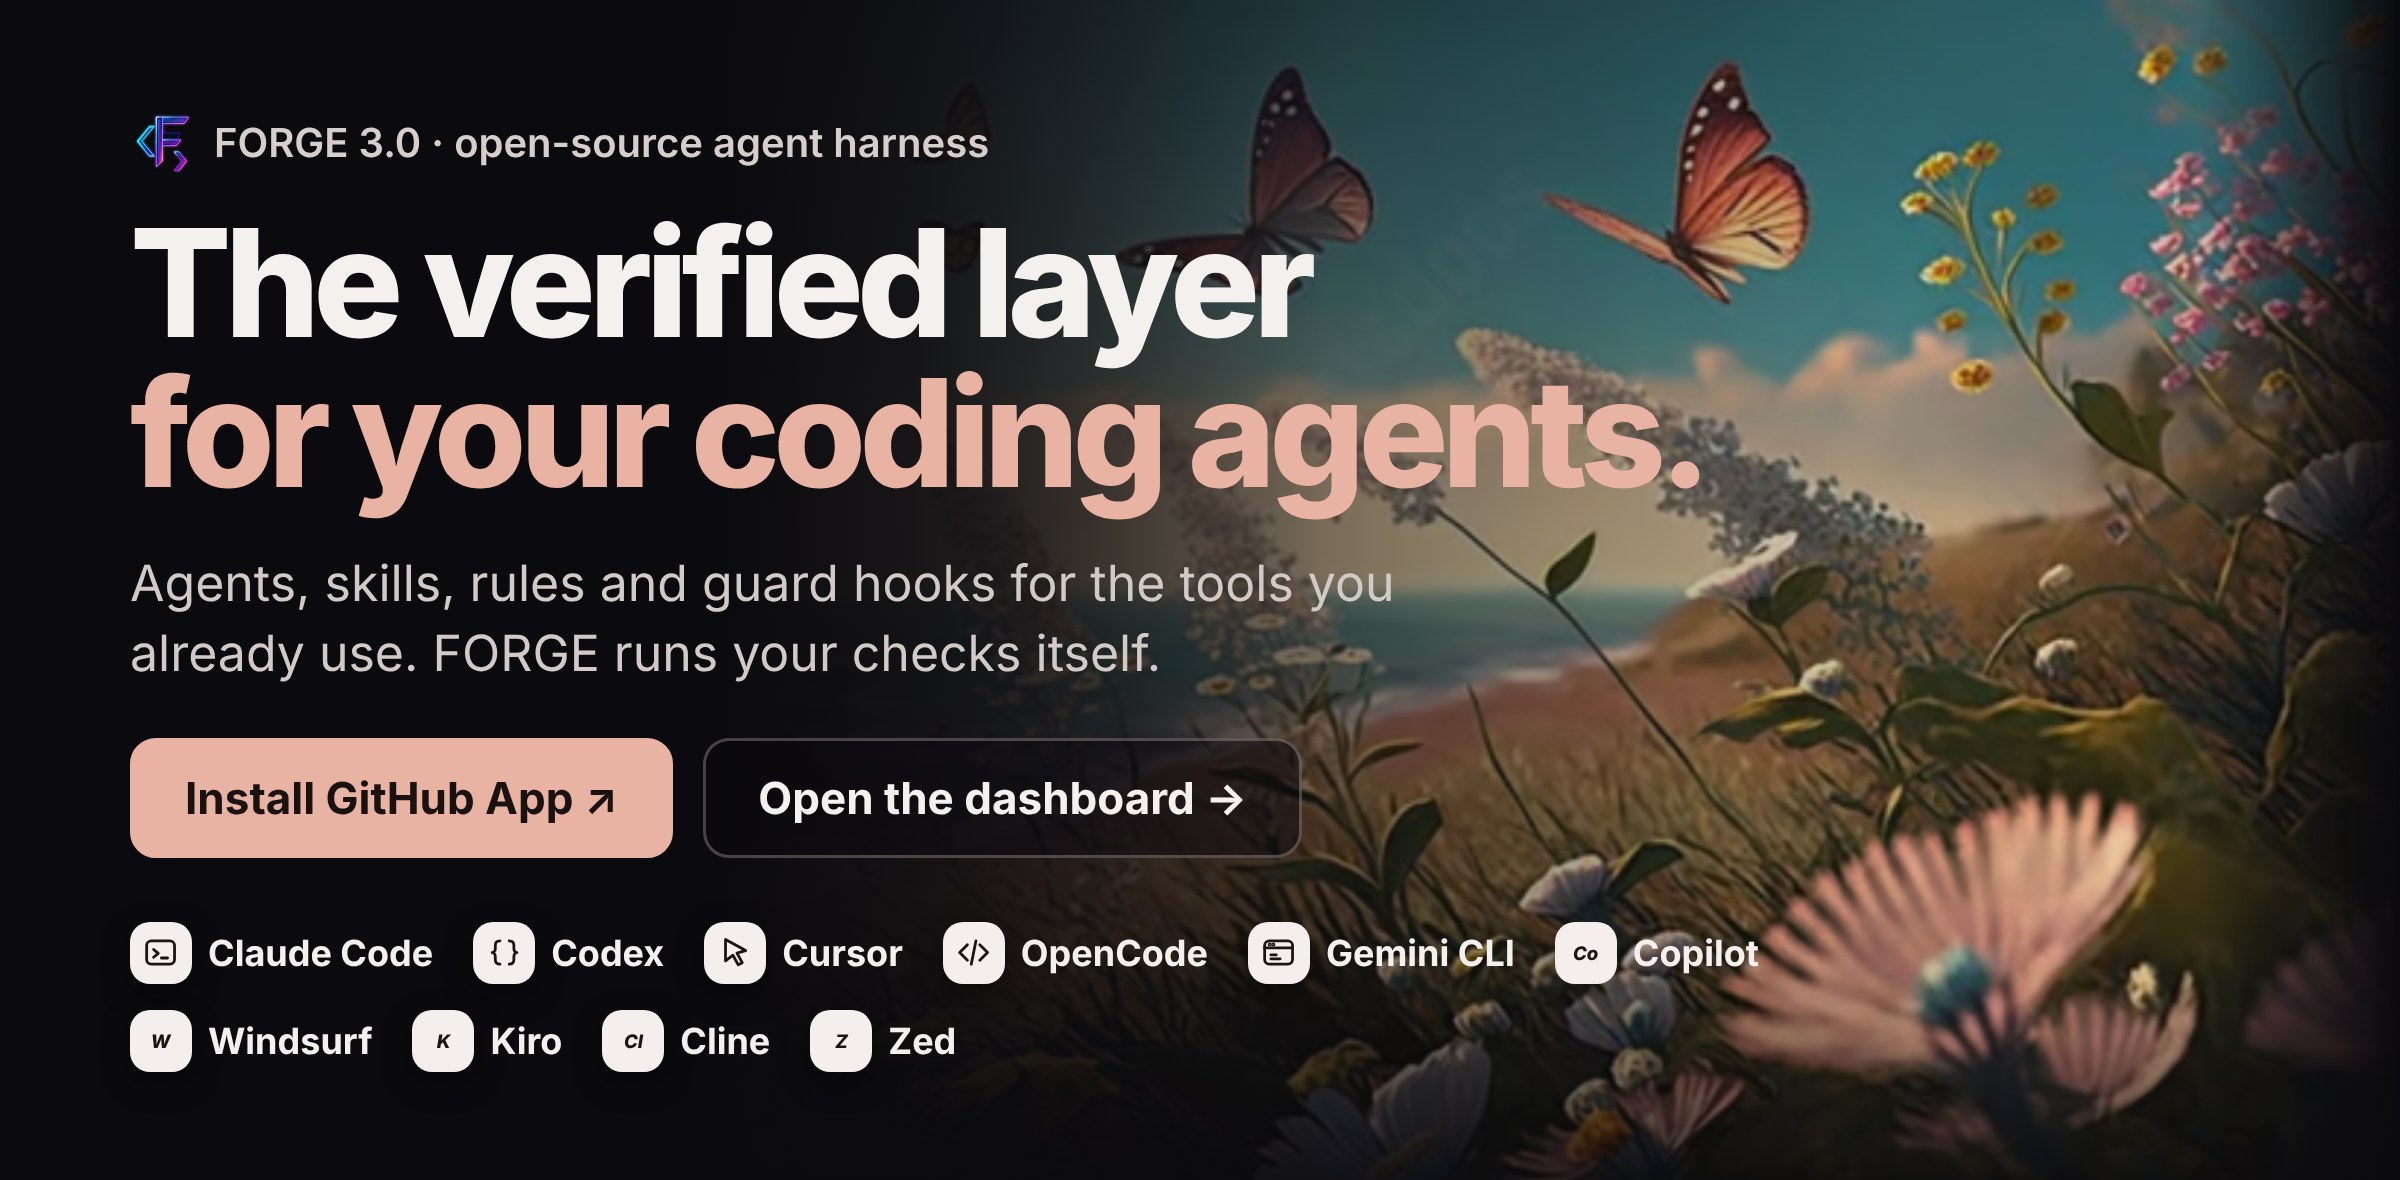 FORGE 3.0 · open-source agent harness
The verified layer
for your coding agents.
Agents, skills, rules and guard hooks for the tools you
already use. FORGE runs your checks itself.
Install GitHub App ↗ Open the dashboard →
Claude Code {} Codex Cursor </> OpenCode Gemini CLI Co Copilot
W Windsurf K Kiro Cl Cline Z Zed